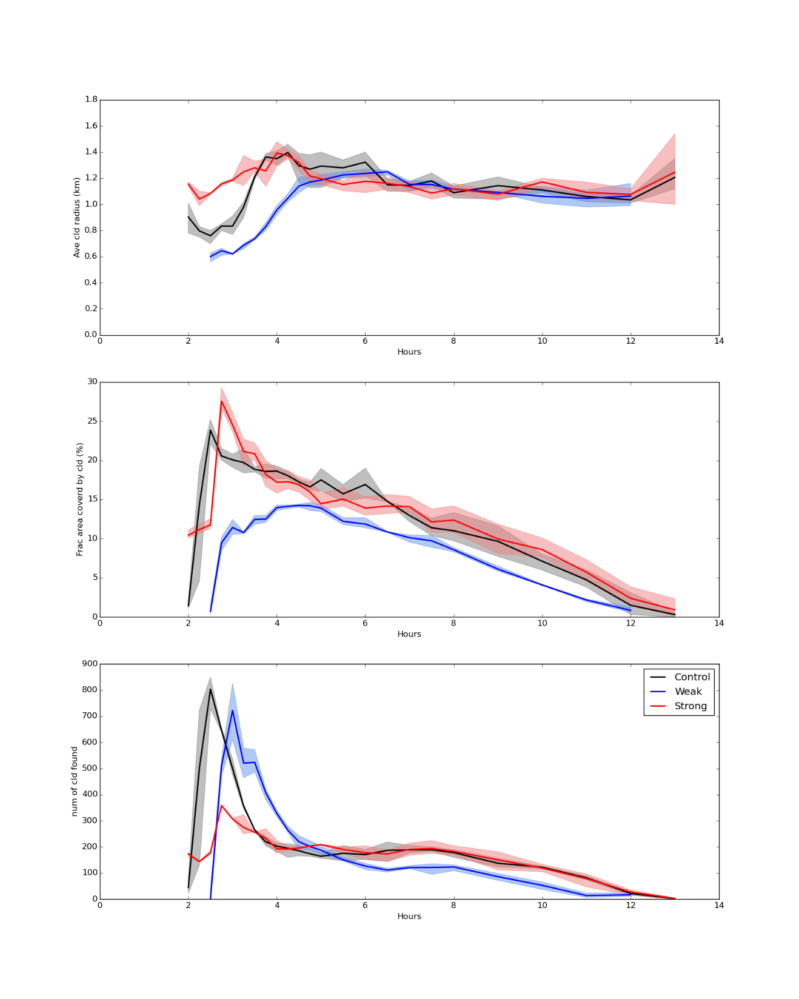 1.8
1.6
1.4
1.2
1.0
0.8
0.6
0.4
0.2
0.0
Ave cld radius (km)
0 2 4 6 8 10 12 14
Hours
30
25
20
15
10
5
0
Frac area coverd by cld (%)
0 2 4 6 8 10 12 14
Hours
900
800
700
600
500
400
300
200
100
0
num of cld found
Control
Weak
Strong
0 2 4 6 8 10 12 14
Hours